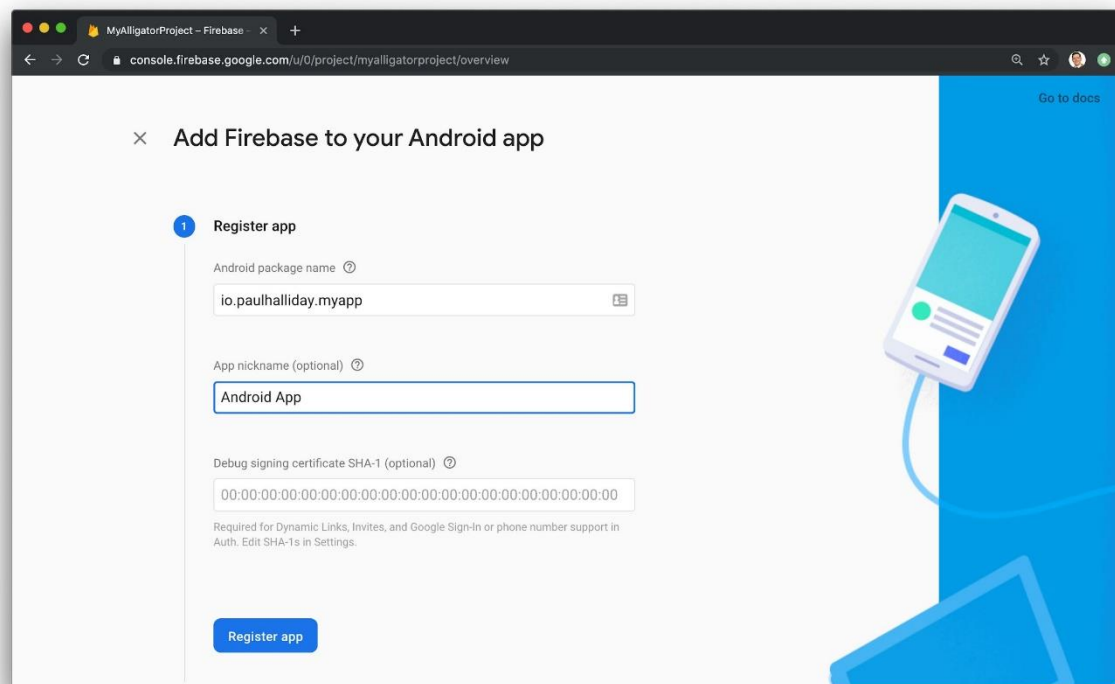 MyAlligatorProject – Firebase -
console.firebase.google.com/u/0/project/myalligatorproject/overview
Go to docs
Add Firebase to your Android app
1 Register app
Android package name
io.paulhalliday.myapp
App nickname (optional)
Android App
Debug signing certificate SHA-1 (optional)
00:00:00:00:00:00:00:00:00:00:00:00:00:00:00:00:00:00:00:00
Required for Dynamic Links, Invites, and Google Sign-In or phone number support in
Auth. Edit SHA-1s in Settings.
Register app